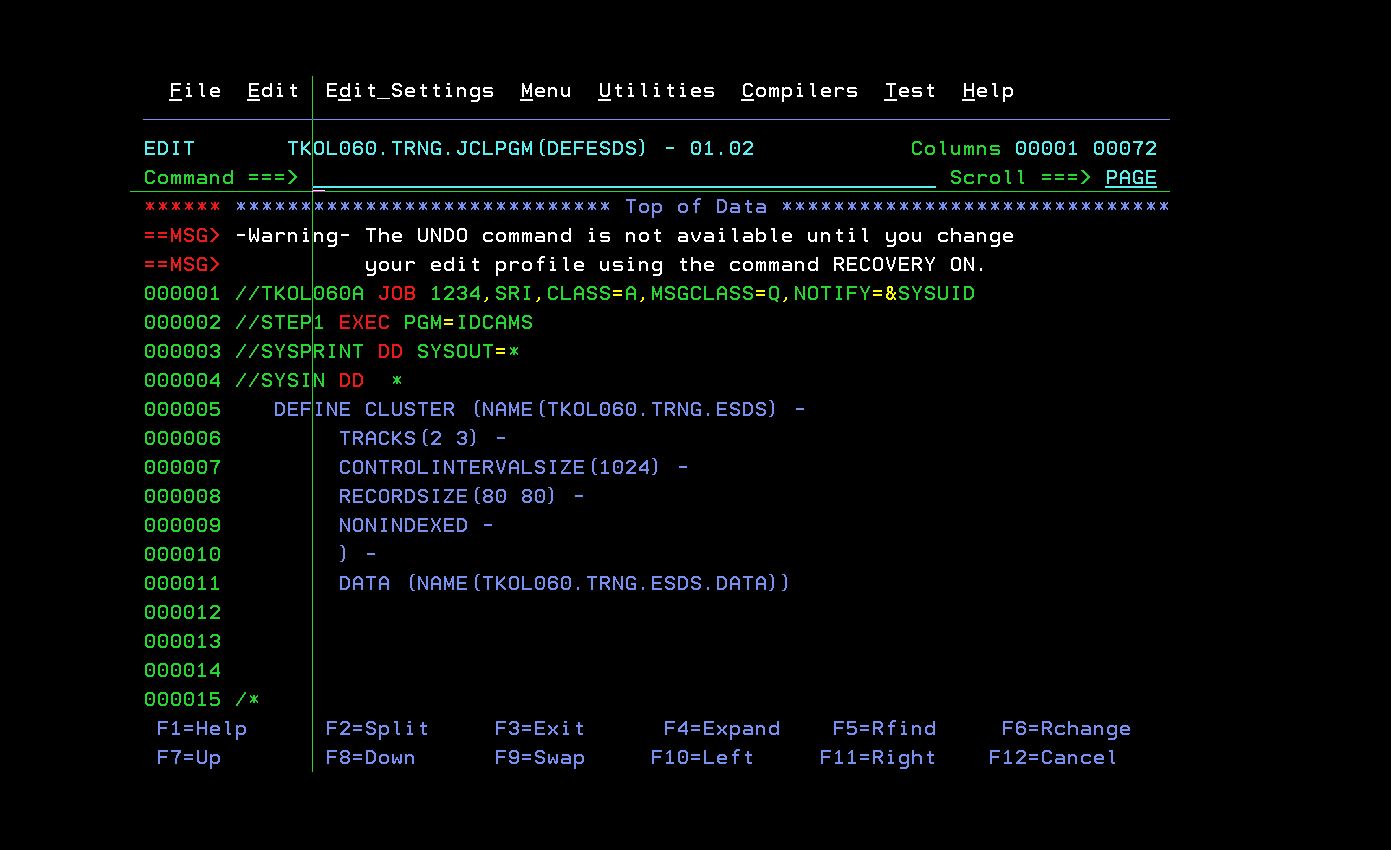 File  Edit  Edit_Settings  Menu  Utilities  Compilers  Test  Help
EDIT       TKOL060.TRNG.JCLPGM(DEFESDS) - 01.02            Columns 00001 00072
Command ===>                                                  Scroll ===> PAGE
****** ***************************** Top of Data ******************************
==MSG> -Warning- The UNDO command is not available until you change
==MSG>           your edit profile using the command RECOVERY ON.
000001 //TKOL060A JOB 1234,SRI,CLASS=A,MSGCLASS=Q,NOTIFY=&SYSUID
000002 //STEP1 EXEC PGM=IDCAMS
000003 //SYSPRINT DD SYSOUT=*
000004 //SYSIN DD  *
000005    DEFINE CLUSTER (NAME(TKOL060.TRNG.ESDS) -
000006         TRACKS(2 3) -
000007         CONTROLINTERVALSIZE(1024) -
000008         RECORDSIZE(80 80) -
000009         NONINDEXED -
000010         ) -
000011         DATA (NAME(TKOL060.TRNG.ESDS.DATA))
000012
000013
000014
000015 /*
F1=Help      F2=Split     F3=Exit      F4=Expand    F5=Rfind     F6=Rchange
F7=Up        F8=Down      F9=Swap     F10=Left     F11=Right    F12=Cancel